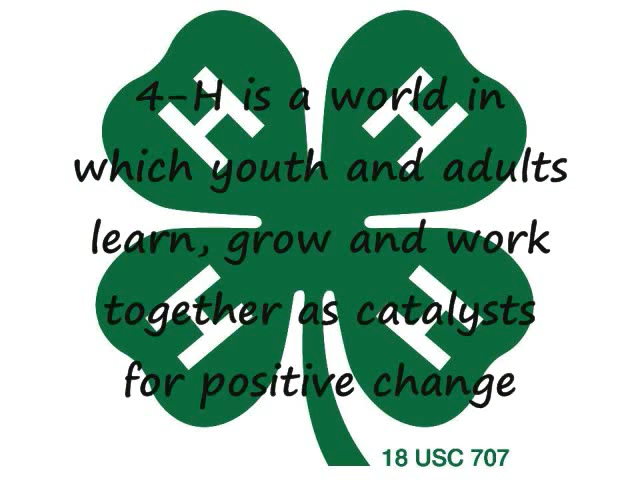 H H
4-H is a world in
which youth and adults
learn, grow and work
together as catalysts
for positive change
H H
18 USC 707